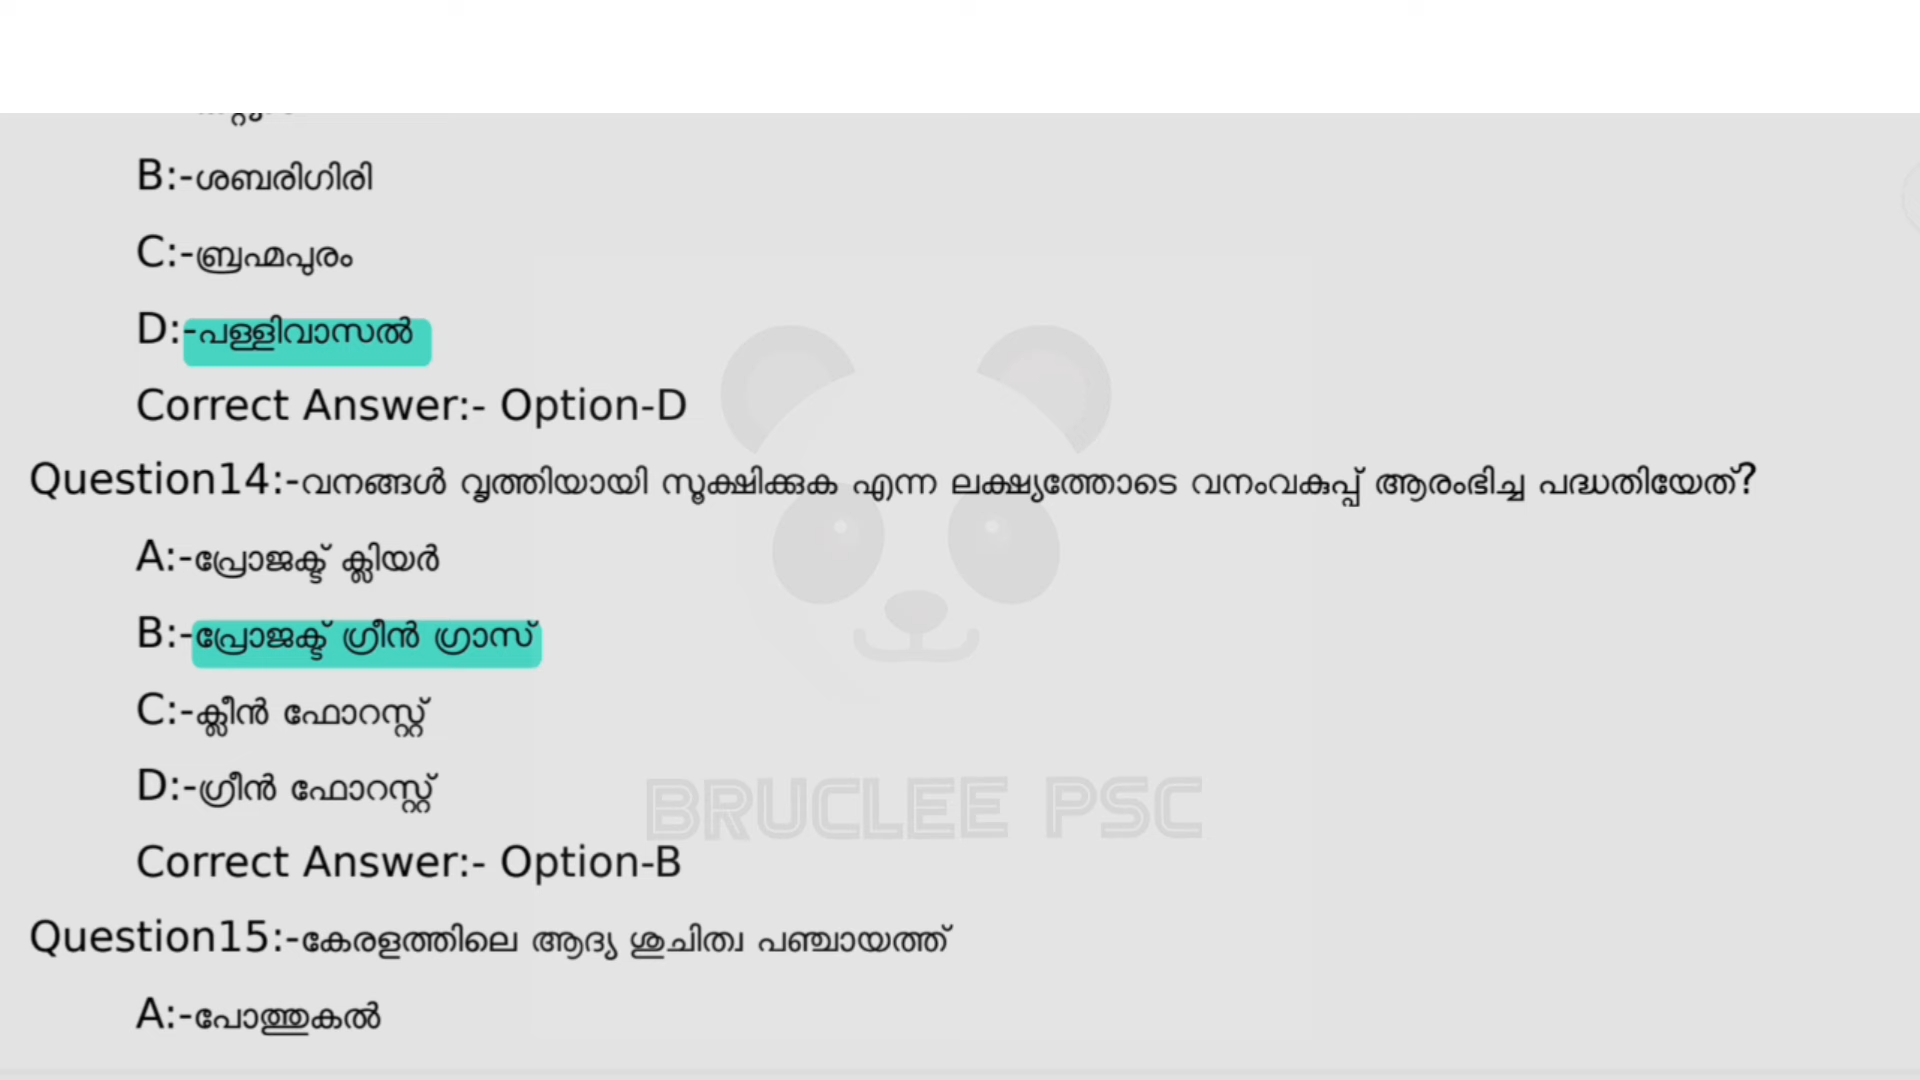 B:-ശബരിഗിരി
C:-ബ്രഹ്മപുരം
D:-പള്ളിവാസൽ
Correct Answer:- Option-D
Question14:-വനങ്ങൾ വൃത്തിയായി സൂക്ഷിക്കുക എന്ന ലക്ഷ്യത്തോടെ വനംവകുപ്പ് ആരംഭിച്ച പദ്ധതിയേത്?
A:-പ്രോജക്ട് ക്ലിയർ
B:-പ്രോജക്ട് ഗ്രീൻ ഗ്രാസ്
C:-ക്ലീൻ ഫോറസ്റ്റ്
D:-ഗ്രീൻ ഫോറസ്റ്റ്
BRUCLEE PSC
Correct Answer:- Option-B
Question15:-കേരളത്തിലെ ആദ്യ ശുചിത്വ പഞ്ചായത്ത്
A:-പോത്തുകൽ